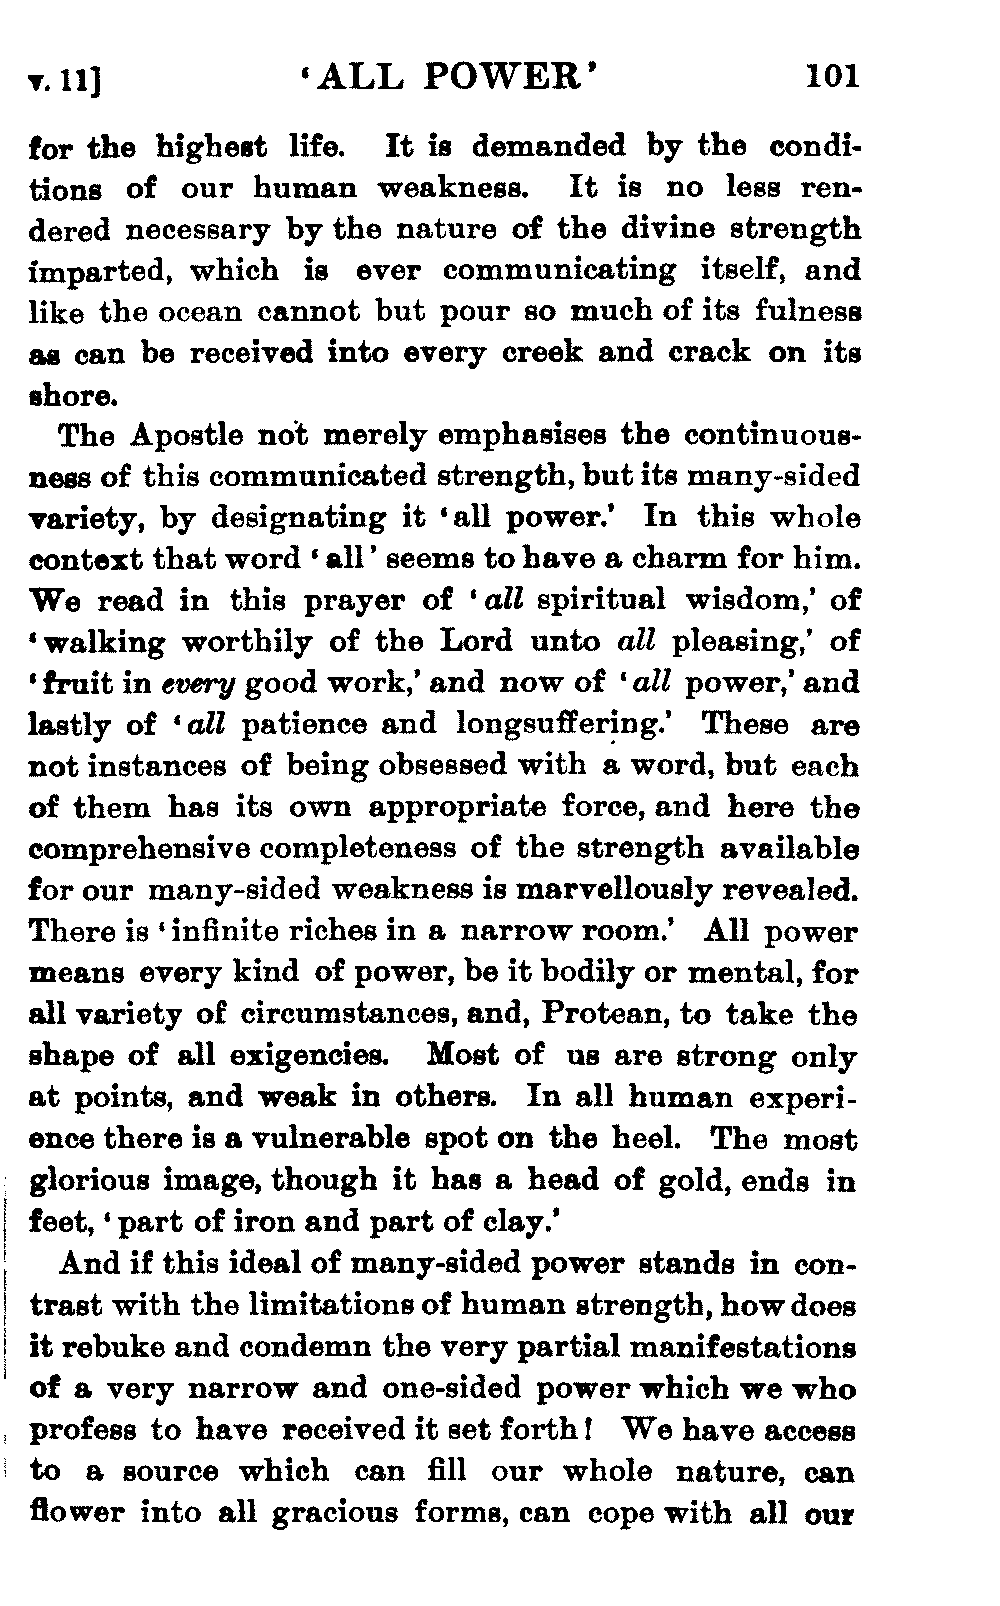 v. 11] 'ALL POWER' 101
for the highest life. It is demanded by the condi-
tions of our human weakness. It is no less ren-
dered necessary by the nature of the divine strength
imparted, which is ever communicating itself, and
like the ocean cannot but pour so much of its fulness
as can be received into every creek and crack on its
shore.
The Apostle not merely emphasises the continuous-
ness of this communicated strength, but its many-sided
variety, by designating it 'all power.' In this whole
context that word 'all' seems to have a charm for him.
We read in this prayer of 'all spiritual wisdom,' of
'walking worthily of the Lord unto all pleasing,' of
'fruit in every good work,' and now of 'all power,' and
lastly of 'all patience and longsuffering.' These are
not instances of being obsessed with a word, but each
of them has its own appropriate force, and here the
comprehensive completeness of the strength available
for our many-sided weakness is marvellously revealed.
There is 'infinite riches in a narrow room.' All power
means every kind of power, be it bodily or mental, for
all variety of circumstances, and, Protean, to take the
shape of all exigencies. Most of us are strong only
at points, and weak in others. In all human experi-
ence there is a vulnerable spot on the heel. The most
glorious image, though it has a head of gold, ends in
feet, 'part of iron and part of clay.'
And if this ideal of many-sided power stands in con-
trast with the limitations of human strength, how does
it rebuke and condemn the very partial manifestations
of a very narrow and one-sided power which we who
profess to have received it set forth! We have access
to a source which can fill our whole nature, can
flower into all gracious forms, can cope with all our